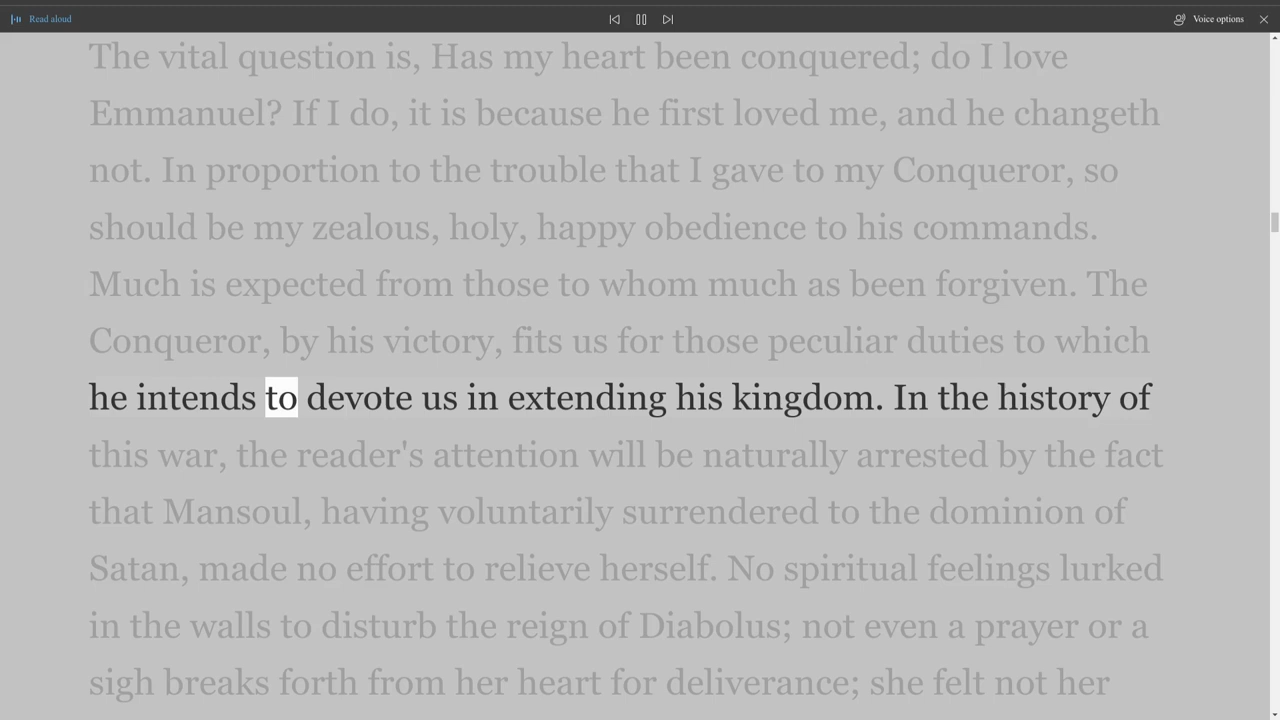 Read aloud
Voice options
The vital question is, Has my heart been conquered; do I love
Emmanuel? If I do, it is because he first loved me, and he changeth
not. In proportion to the trouble that I gave to my Conqueror, so
should be my zealous, holy, happy obedience to his commands.
Much is expected from those to whom much as been forgiven. The
Conqueror, by his victory, fits us for those peculiar duties to which
he intends to devote us in extending his kingdom. In the history of
this war, the reader's attention will be naturally arrested by the fact
that Mansoul, having voluntarily surrendered to the dominion of
Satan, made no effort to relieve herself. No spiritual feelings lurked
in the walls to disturb the reign of Diabolus; not even a prayer or a
sigh breaks forth from her heart for deliverance; she felt not her